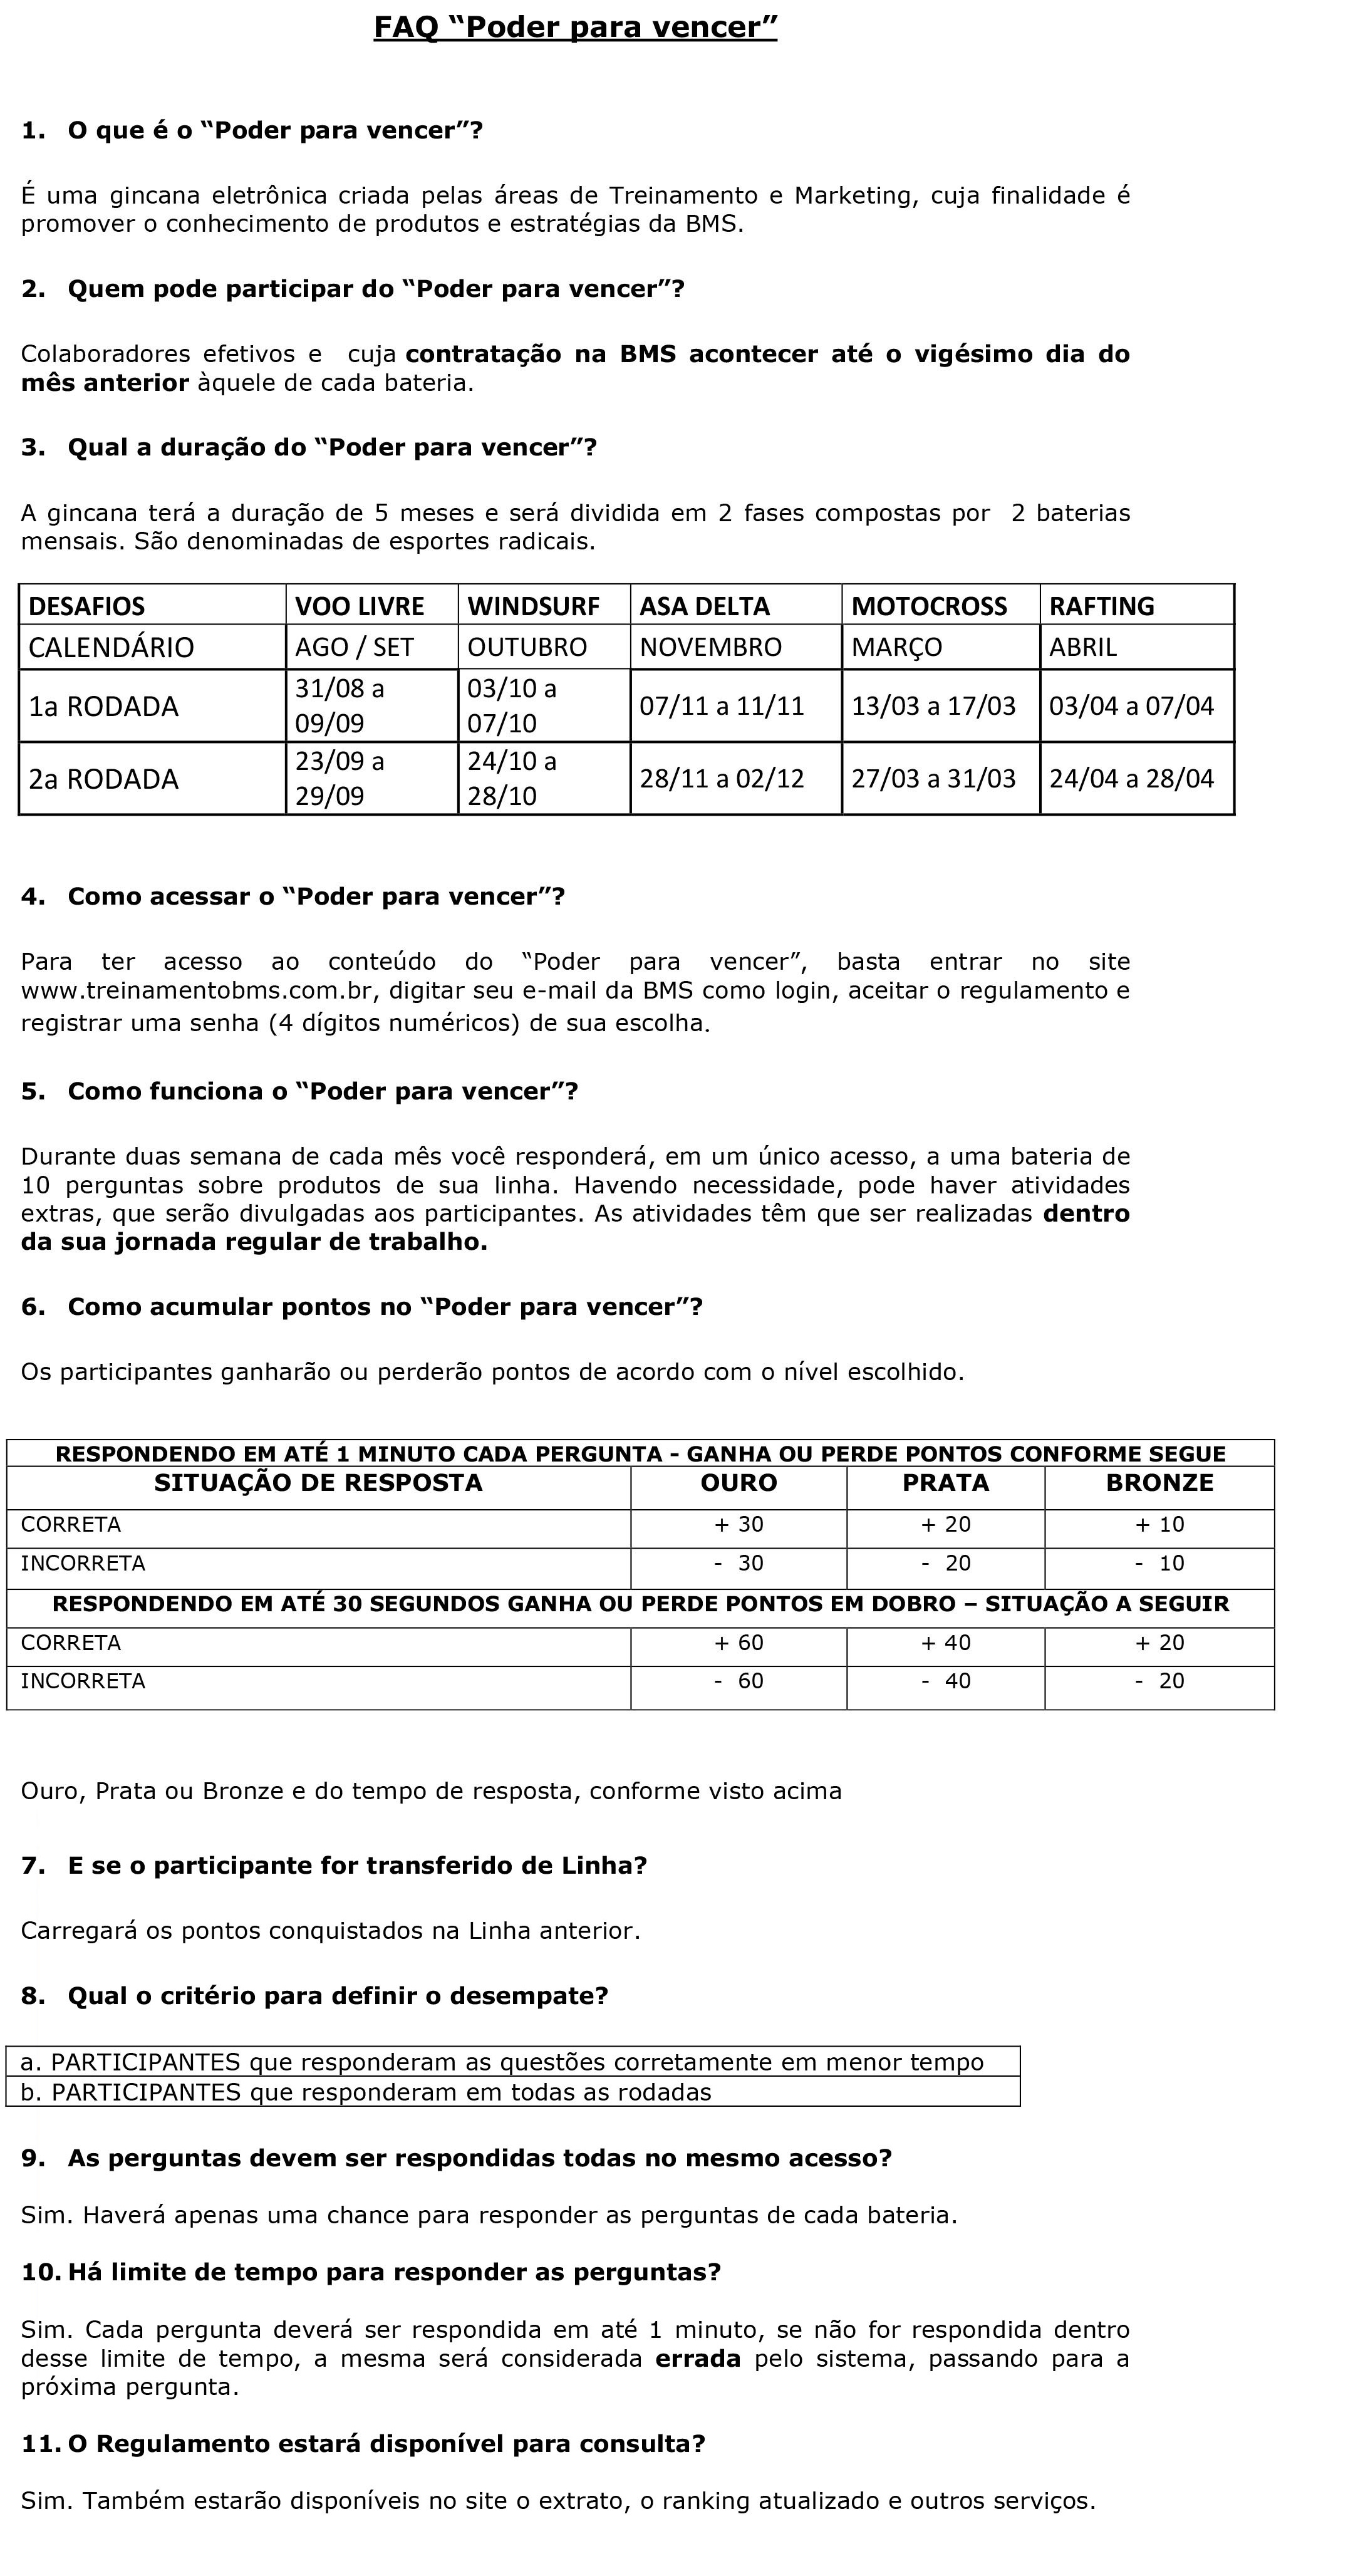 FAQ “Poder para vencer”
1. O que é o “Poder para vencer”?
É uma gincana eletrônica criada pelas áreas de Treinamento e Marketing, cuja finalidade é
promover o conhecimento de produtos e estratégias da BMS.
2. Quem pode participar do “Poder para vencer”?
Colaboradores efetivos e cuja contratação na BMS acontecer até o vigésimo dia do
mês anterior àquele de cada bateria.
3. Qual a duração do “Poder para vencer”?
A gincana terá a duração de 5 meses e será dividida em 2 fases compostas por 2 baterias
mensais. São denominadas de esportes radicais.
DESAFIOS VOO LIVRE WINDSURF ASA DELTA MOTOCROSS RAFTING
CALENDÁRIO AGO / SET OUTUBRO NOVEMBRO MARÇO ABRIL
1a RODADA 31/08 a 09/09 03/10 a 07/10 07/11 a 11/11 13/03 a 17/03 03/04 a 07/04
2a RODADA 23/09 a 29/09 24/10 a 28/10 28/11 a 02/12 27/03 a 31/03 24/04 a 28/04
4. Como acessar o “Poder para vencer”?
Para ter acesso ao conteúdo do “Poder para vencer”, basta entrar no site
www.treinamentobms.com.br, digitar seu e-mail da BMS como login, aceitar o regulamento e
registrar uma senha (4 dígitos numéricos) de sua escolha.
5. Como funciona o “Poder para vencer”?
Durante duas semana de cada mês você responderá, em um único acesso, a uma bateria de
10 perguntas sobre produtos de sua linha. Havendo necessidade, pode haver atividades
extras, que serão divulgadas aos participantes. As atividades têm que ser realizadas dentro
da sua jornada regular de trabalho.
6. Como acumular pontos no “Poder para vencer”?
Os participantes ganharão ou perderão pontos de acordo com o nível escolhido.
RESPONDENDO EM ATÉ 1 MINUTO CADA PERGUNTA - GANHA OU PERDE PONTOS CONFORME SEGUE
SITUAÇÃO DE RESPOSTA OURO PRATA BRONZE
CORRETA + 30 + 20 + 10
INCORRETA - 30 - 20 - 10
RESPONDENDO EM ATÉ 30 SEGUNDOS GANHA OU PERDE PONTOS EM DOBRO – SITUAÇÃO A SEGUIR
CORRETA + 60 + 40 + 20
INCORRETA - 60 - 40 - 20
Ouro, Prata ou Bronze e do tempo de resposta, conforme visto acima
7. E se o participante for transferido de Linha?
Carregará os pontos conquistados na Linha anterior.
8. Qual o critério para definir o desempate?
a. PARTICIPANTES que responderam as questões corretamente em menor tempo
b. PARTICIPANTES que responderam em todas as rodadas
9. As perguntas devem ser respondidas todas no mesmo acesso?
Sim. Haverá apenas uma chance para responder as perguntas de cada bateria.
10. Há limite de tempo para responder as perguntas?
Sim. Cada pergunta deverá ser respondida em até 1 minuto, se não for respondida dentro
desse limite de tempo, a mesma será considerada errada pelo sistema, passando para a
próxima pergunta.
11. O Regulamento estará disponível para consulta?
Sim. Também estarão disponíveis no site o extrato, o ranking atualizado e outros serviços.